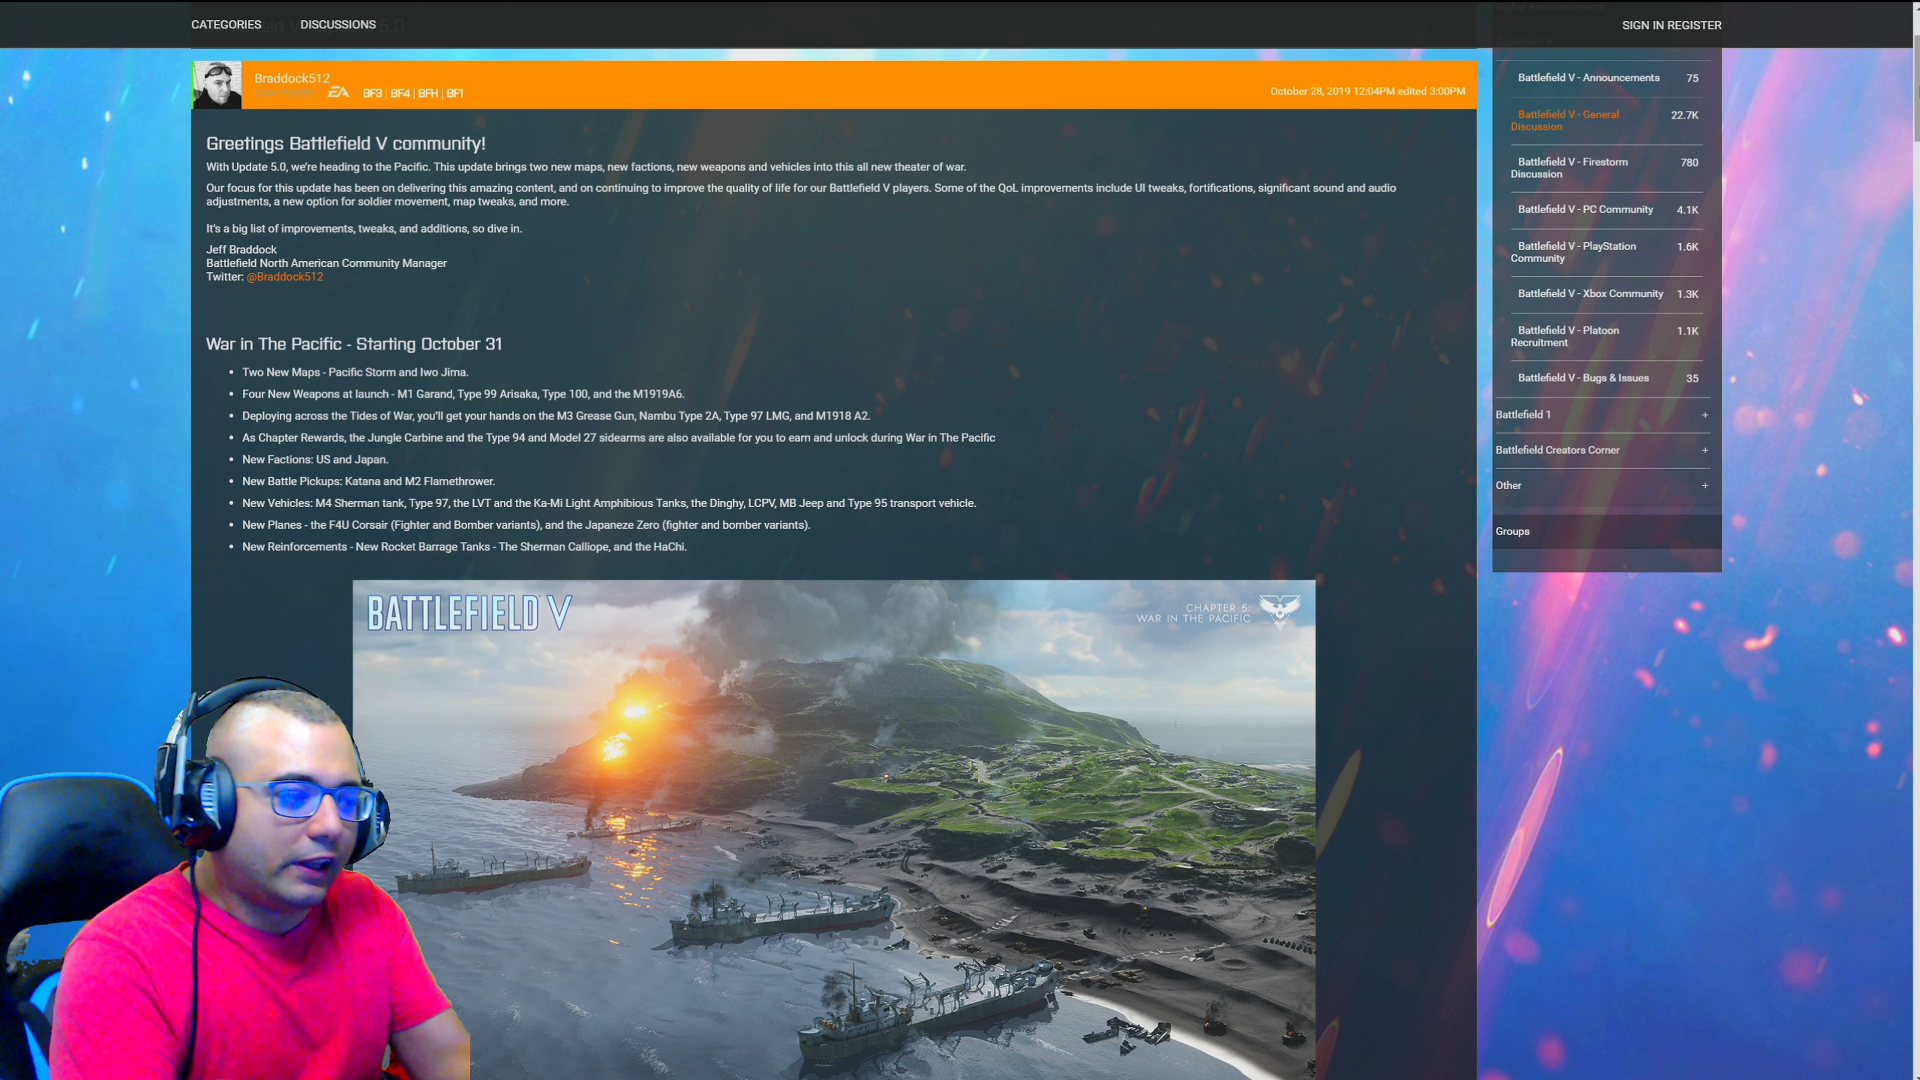 CATEGORIES DISCUSSIONS
SIGN IN REGISTER
Braddock512
EA BF3 | BF4 | BFH | BF1
October 28, 2019 12:04PM edited 3:00PM
Greetings Battlefield V community!
With Update 5.0, we're heading to the Pacific. This update brings two new maps, new factions, new weapons and vehicles into this all new theater of war.
Our focus for this update has been on delivering this amazing content, and on continuing to improve the quality of life for our Battlefield V players. Some of the QoL improvements include UI tweaks, fortifications, significant sound and audio
adjustments, a new option for soldier movement, map tweaks, and more.
It's a big list of improvements, tweaks, and additions, so dive in.
Jeff Braddock
Battlefield North American Community Manager
Twitter: @Braddock512
War in The Pacific - Starting October 31
• Two New Maps - Pacific Storm and Iwo Jima.
• Four New Weapons at launch - M1 Garand, Type 99 Arisaka, Type 100, and the M1919A6.
• Deploying across the Tides of War, you'll get your hands on the M3 Grease Gun, Nambu Type 2A, Type 97 LMG, and M1918 A2.
• As Chapter Rewards, the Jungle Carbine and the Type 94 and Model 27 sidearms are also available for you to earn and unlock during War in The Pacific
• New Factions: US and Japan.
• New Battle Pickups: Katana and M2 Flamethrower.
• New Vehicles: M4 Sherman tank, Type 97, the LVT and the Ka-Mi Light Amphibious Tanks, the Dinghy, LCPV, MB Jeep and Type 95 transport vehicle.
• New Planes - the F4U Corsair (Fighter and Bomber variants), and the Japaneze Zero (fighter and bomber variants).
• New Reinforcements - New Rocket Barrage Tanks - The Sherman Calliope, and the HaChi.
BATTLEFIELD V
CHAPTER 5:
WAR IN THE PACIFIC
Battlefield V - Announcements 75
Battlefield V - General 22.7K
Discussion
Battlefield V - Firestorm 780
Discussion
Battlefield V - PC Community 4.1K
Battlefield V - PlayStation 1.6K
Community
Battlefield V - Xbox Community 1.3K
Battlefield V - Platoon 1.1K
Recruitment
Battlefield V - Bugs & Issues 35
Battlefield 1 +
Battlefield Creators Corner +
Other +
Groups